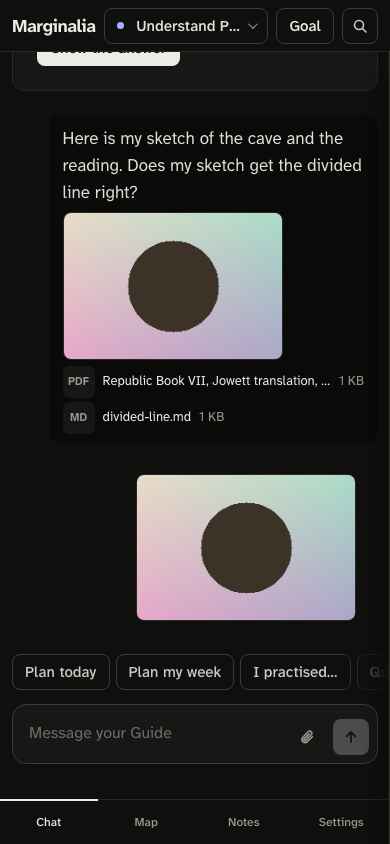 Marginalia
Understand P...
Goal
Here is my sketch of the cave and the
reading. Does my sketch get the divided
line right?
PDF
Republic Book VII, Jowett translation, ...
1 KB
MD
divided-line.md
1 KB
Plan today
Plan my week
I practised...
Message your Guide
Chat
Map
Notes
Settings